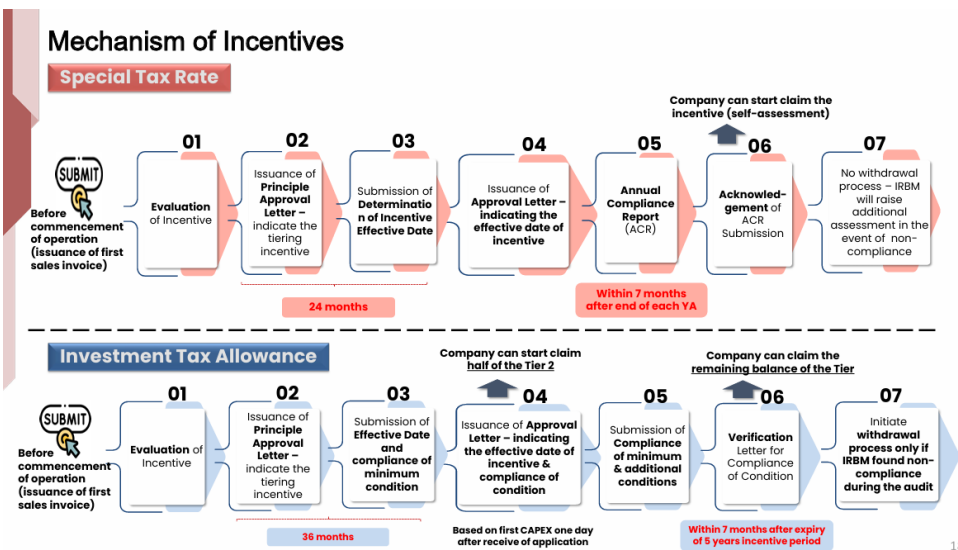 Mechanism of Incentives
Special Tax Rate
Company can start claim the
incentive (self-assessment)
SUBMIT
Before
commencement
of operation
(issuance of first
sales invoice)
01
Evaluation
of Incentive
02
Issuance of
Principle
Approval
Letter –
indicate the
tiering
incentive
03
Submission of
Determinatio
n of Incentive
Effective Date
24 months
04
Issuance of
Approval Letter –
indicating the
effective date of
incentive
05
Annual
Compliance
Report
(ACR)
Within 7 months
after end of each YA
06
Acknowled-
gement of
ACR
Submission
07
No withdrawal
process – IRBM
will raise
additional
assessment in the
event of non-
compliance
Investment Tax Allowance
Company can start claim
half of the Tier 2
Company can claim the
remaining balance of the Tier
SUBMIT
Before
commencement
of operation
(issuance of first
sales invoice)
01
Evaluation of
Incentive
02
Issuance of
Principle
Approval
Letter –
indicate the
tiering
incentive
03
Submission of
Effective Date
and
compliance of
minimum
condition
36 months
04
Issuance of Approval
Letter – indicating
the effective date of
incentive &
compliance of
condition
Based on first CAPEX one day
after receive of application
05
Submission of
Compliance
of minimum
& additional
conditions
06
Verification
Letter for
Compliance
of Condition
Within 7 months after expiry
of 5 years incentive period
07
Initiate
withdrawal
process only if
IRBM found non-
compliance
during the audit
1